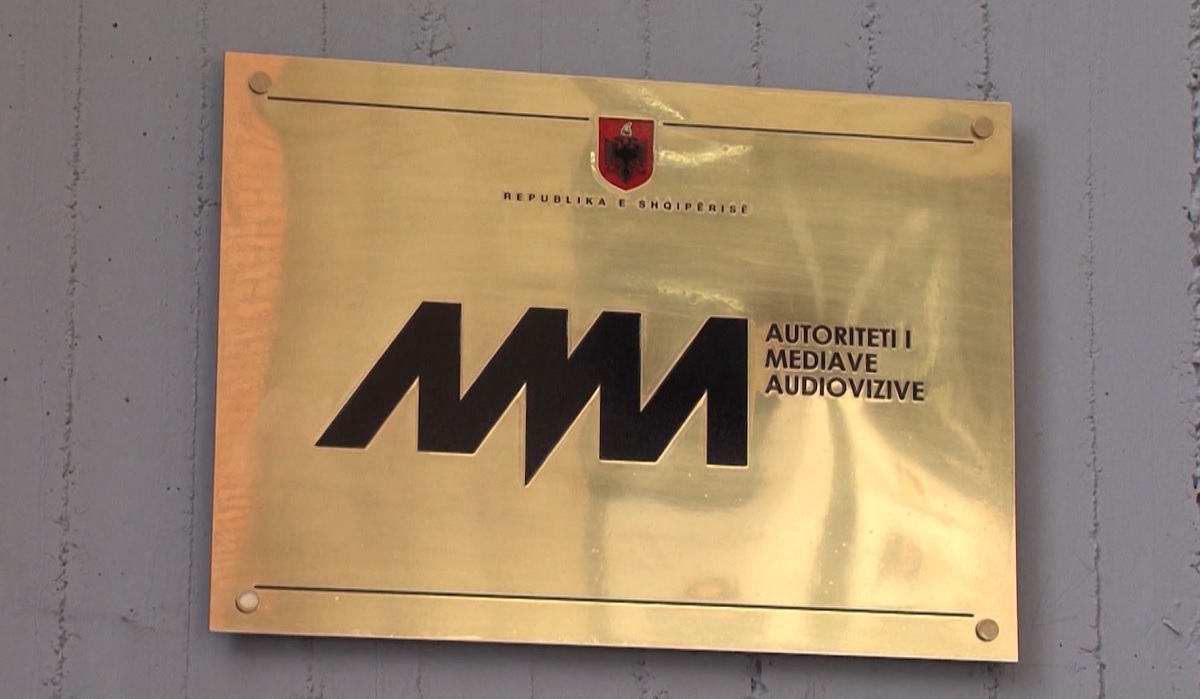 REPUBLIKA E SHQIPËRISË
AMA
AUTORITETI I
MEDIAVE
AUDIOVIZIVE